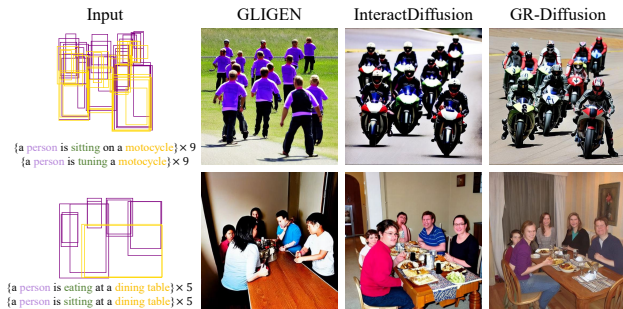 Input GLIGEN InteractDiffusion GR-Diffusion
{a person is sitting on a motocycle}× 9
{a person is tuning a motocycle}× 9
{a person is eating at a dining table}× 5
{a person is sitting at a dining table}× 5